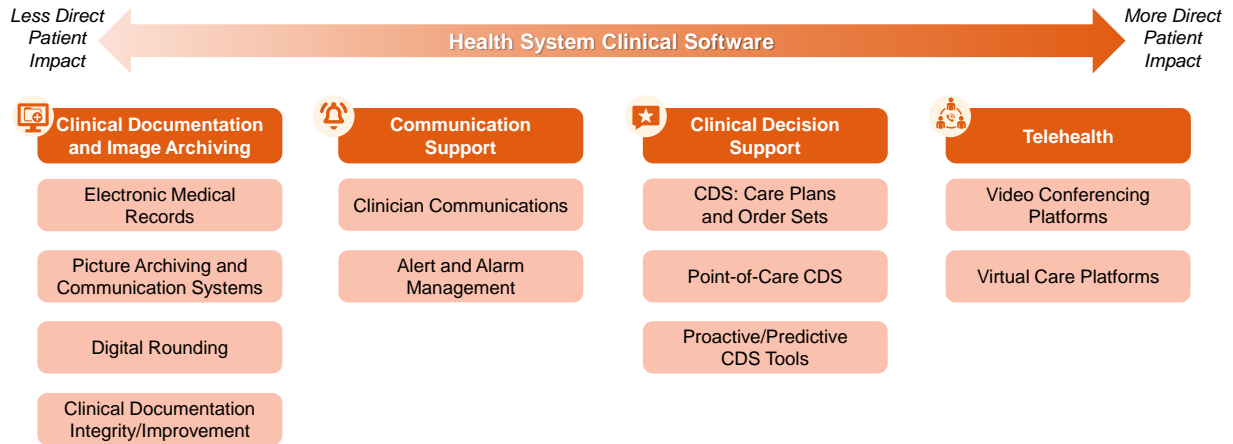 Less Direct
Patient
Impact
Health System Clinical Software
More Direct
Patient
Impact
Clinical Documentation
and Image Archiving
Electronic Medical
Records
Picture Archiving and
Communication Systems
Digital Rounding
Clinical Documentation
Integrity/Improvement
Communication
Support
Clinician Communications
Alert and Alarm
Management
Clinical Decision
Support
CDS: Care Plans
and Order Sets
Point-of-Care CDS
Proactive/Predictive
CDS Tools
Telehealth
Video Conferencing
Platforms
Virtual Care Platforms